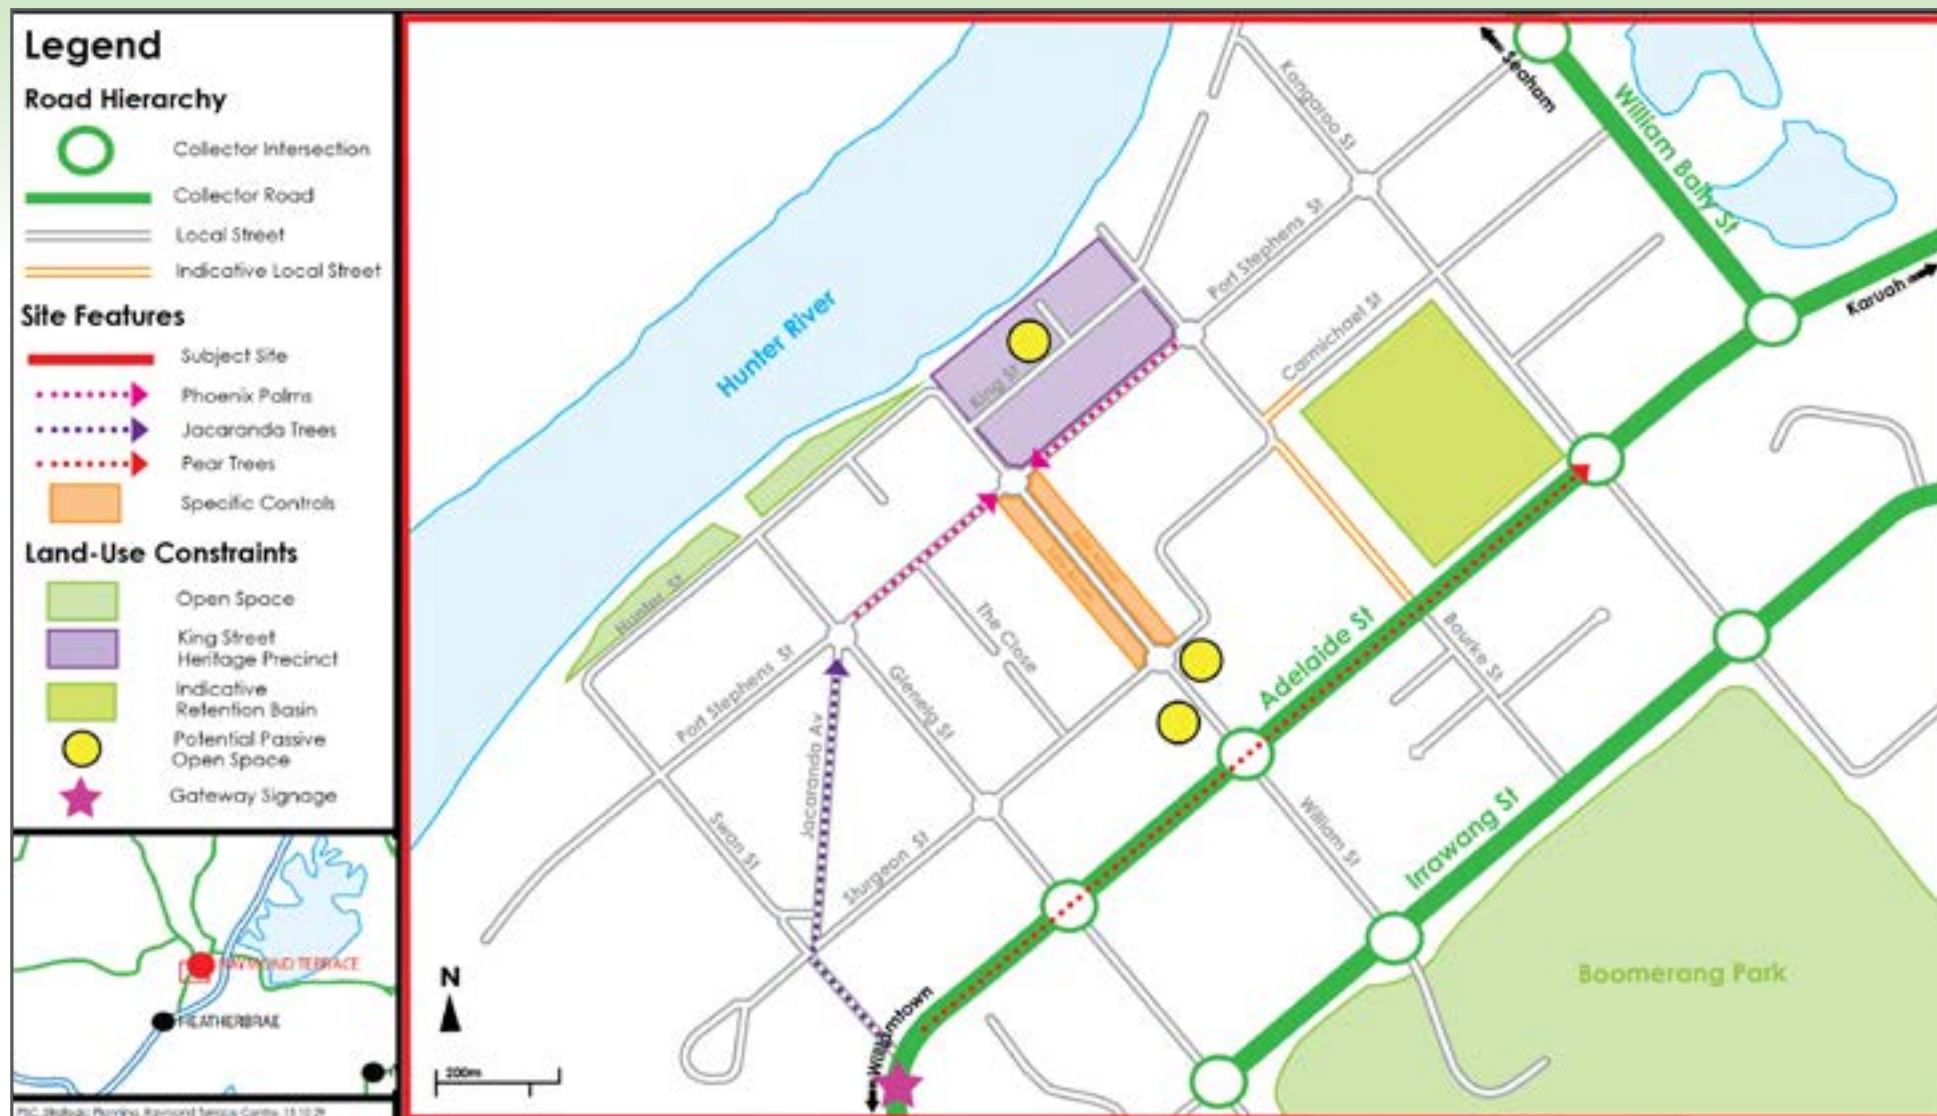 Legend
Road Hierarchy
Collector Intersection
Collector Road
Local Street
Indicative Local Street
Site Features
Subject Site
Phoenix Palms
Jacaranda Trees
Pear Trees
Specific Controls
Land-Use Constraints
Open Space
King Street
Heritage Precinct
Indicative
Retention Basin
Potential Passive
Open Space
Gateway Signage
RAYMOND TERRACE
HEATHERBRAE
Seaham
Kangaroo St
William Baily St
Port Stephens St
Karuah
Hunter River
Carmichael St
King St
Hunter St
The Close
Adelaide St
Bourke St
Port Stephens St
Glenelg St
Jacaranda Av
Swan St
Sturgeon St
William St
Irrawang St
Boomerang Park
N
Williamtown
200m